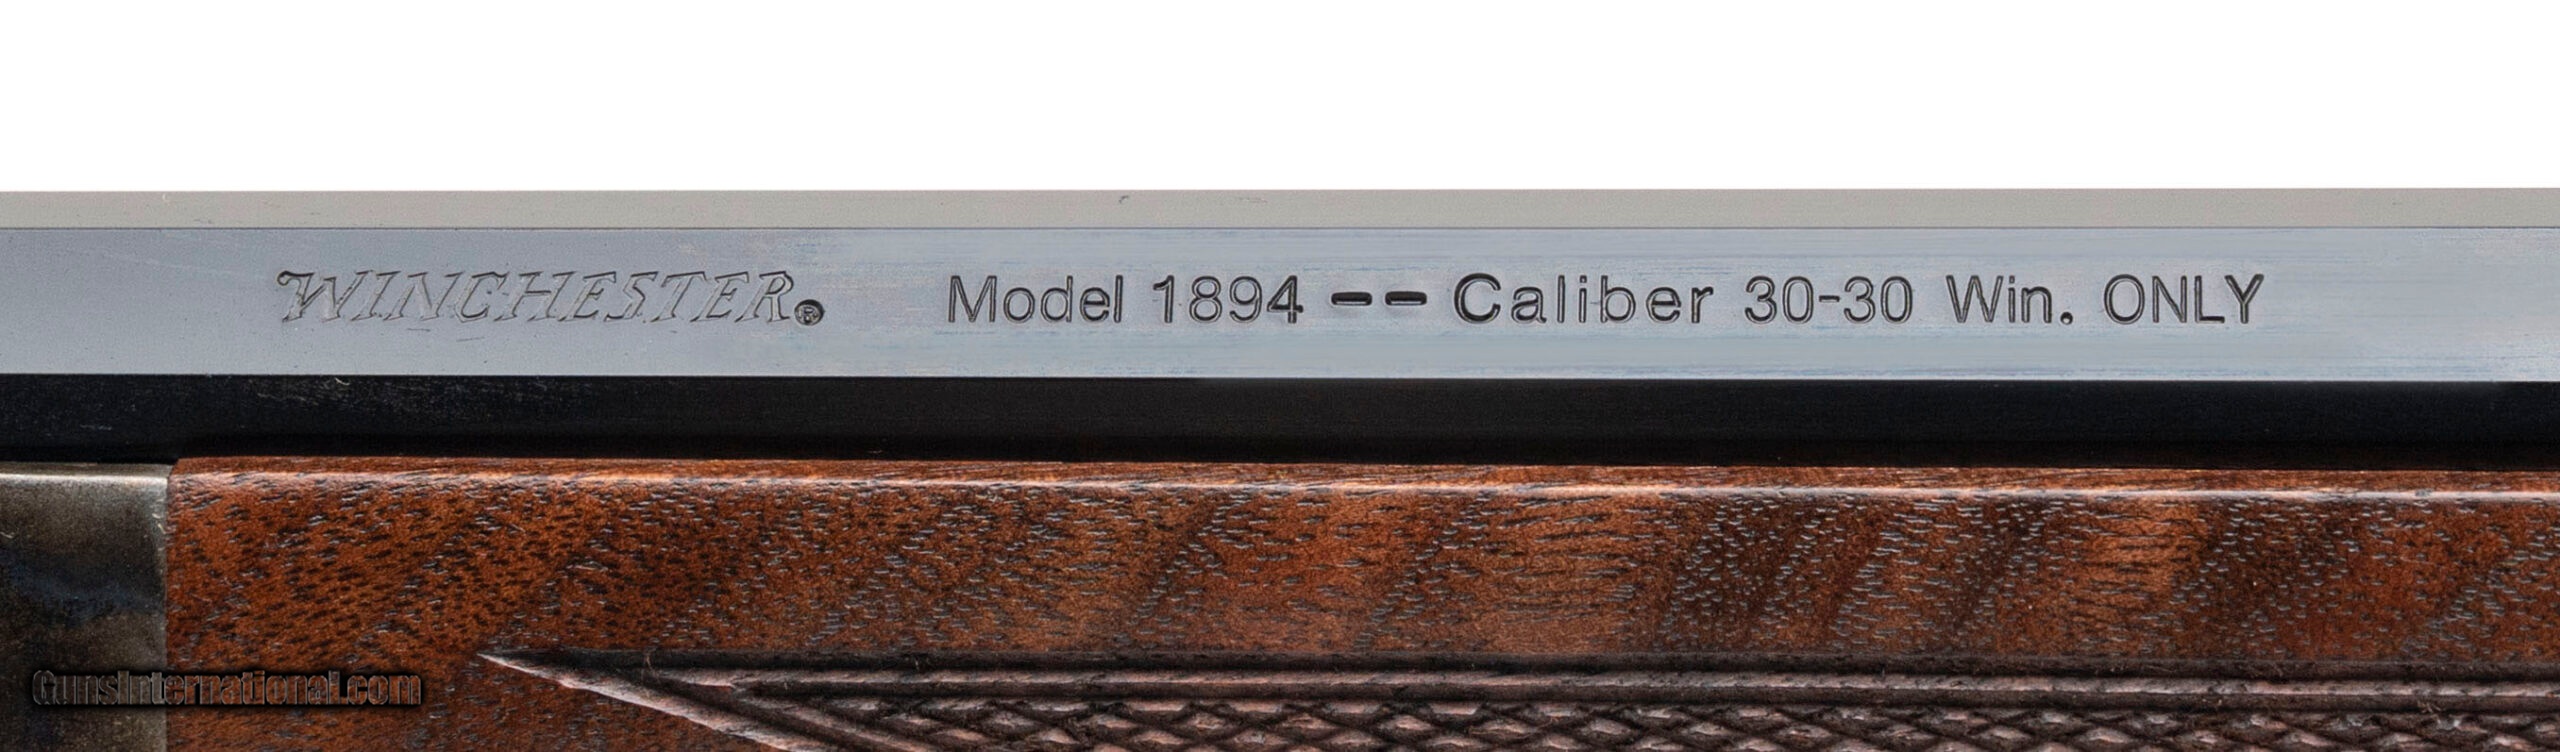 WINCHESTER® Model 1894 -- Caliber 30-30 Win. ONLY
GunsInternational.com